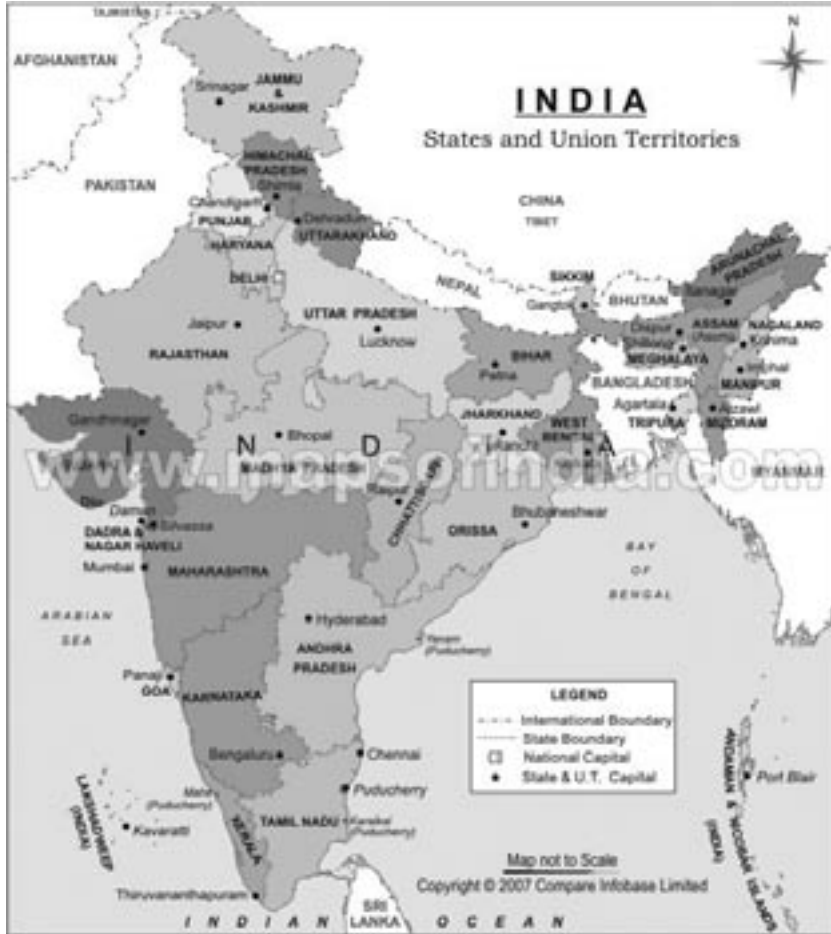 TAJIKISTAN
AFGHANISTAN
N
Srinagar
JAMMU
&
KASHMIR
INDIA
States and Union Territories
PAKISTAN
HIMACHAL
PRADESH
Shimla
Chandigarh
PUNJAB
Dehradun
UTTARAKHAND
HARYANA
DELHI
CHINA
TIBET
NEPAL
SIKKIM
Gangtok
BHUTAN
ARUNACHAL
PRADESH
Itanagar
Dispur
ASSAM
(Asom)
NAGALAND
Kohima
Shillong
MEGHALAYA
Imphal
MANIPUR
BANGLADESH
Agartala
TRIPURA
Aizawl
MIZORAM
MYANMAR
UTTAR PRADESH
Lucknow
Jaipur
RAJASTHAN
BIHAR
Patna
JHARKHAND
Ranchi
WEST
BENGAL
Gandhinagar
I N D I A
Bhopal
MADHYA PRADESH
www.mapsofindia.com
Raipur
CHHATTISGARH
Bhubaneshwar
ORISSA
Diu
Daman
Silvassa
DADRA &
NAGAR HAVELI
Mumbai
MAHARASHTRA
ARABIAN
SEA
BAY
OF
BENGAL
Hyderabad
ANDHRA
PRADESH
Yanam
(Puducherry)
Panaji
GOA
KARNATAKA
LEGEND
International Boundary
State Boundary
National Capital
State & U.T. Capital
Bengaluru
Chennai
Mahe
(Puducherry)
Puducherry
TAMIL NADU
Karaikal
(Puducherry)
KERALA
LAKSHADWEEP
(INDIA)
Kavaratti
Port Blair
ANDAMAN & NICOBAR ISLANDS
(INDIA)
Thiruvananthapuram
Map not to Scale
Copyright © 2007 Compare Infobase Limited
SRI
LANKA
INDIAN OCEAN